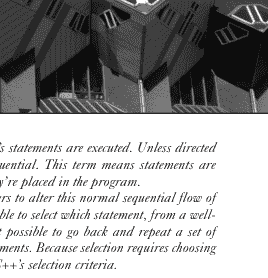 's statements are executed. Unless directed
uential. This term means statements are
y're placed in the program.
rs to alter this normal sequential flow of
ble to select which statement, from a well-
possible to go back and repeat a set of
ments. Because selection requires choosing
C++'s selection criteria.